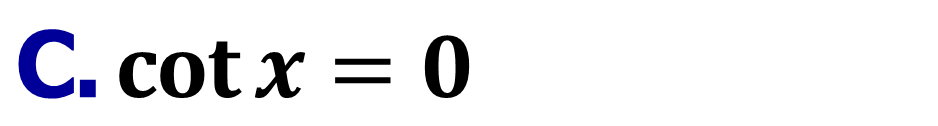 C. cot x = 0